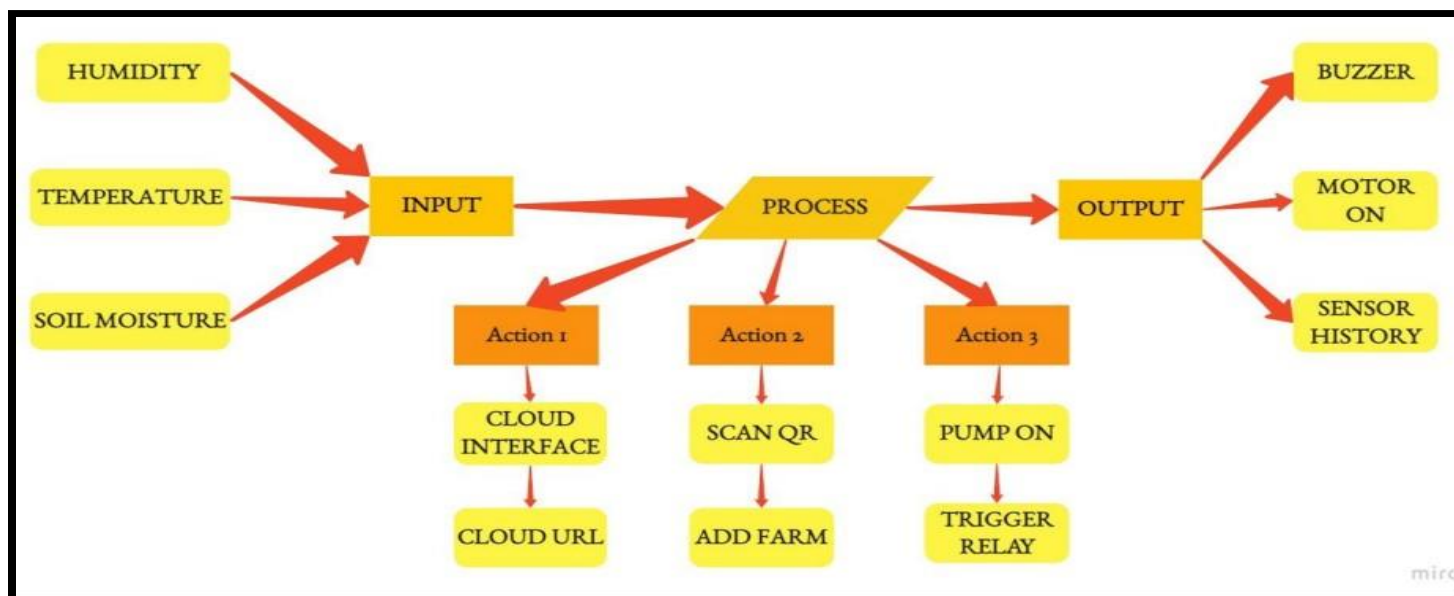 HUMIDITY
TEMPERATURE
SOIL MOISTURE
INPUT
PROCESS
OUTPUT
BUZZER
MOTOR
ON
SENSOR
HISTORY
Action 1
CLOUD
INTERFACE
CLOUD URL
Action 2
SCAN QR
ADD FARM
Action 3
PUMP ON
TRIGGER
RELAY